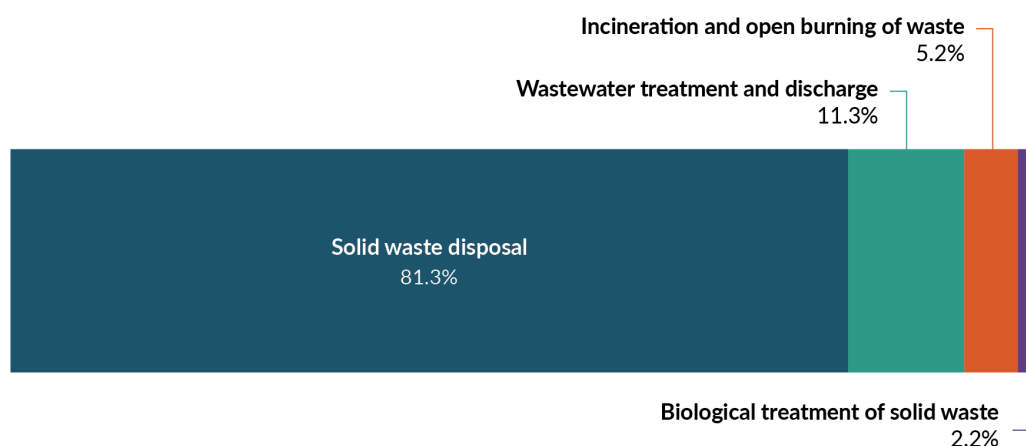 Incineration and open burning of waste
5.2%
Wastewater treatment and discharge
11.3%
Solid waste disposal
81.3%
Biological treatment of solid waste
2.2%